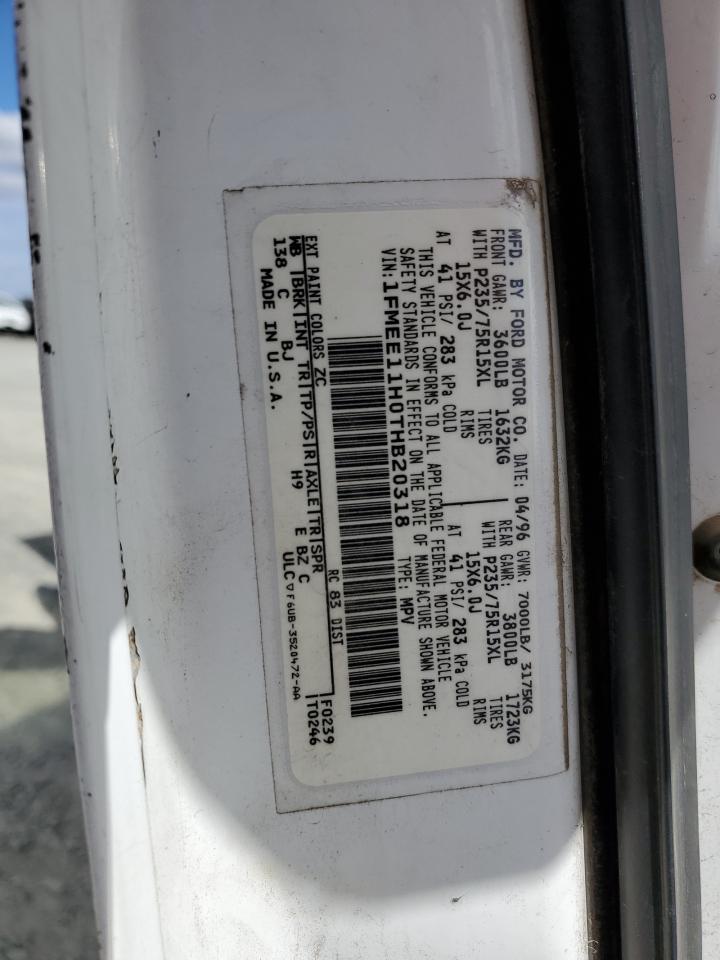 MFD. BY FORD MOTOR CO.
DATE: 04/96 GVWR: 7000LB/ 3175KG
FRONT GAWR: 3600LB 1632KG REAR GAWR: 3800LB 1723KG
WITH P235/75R15XL TIRES WITH P235/75R15XL TIRES
15X6.0J RIMS 15X6.0J RIMS
AT 41 PSI/ 283 kPa COLD AT 41 PSI/ 283 kPa COLD
THIS VEHICLE CONFORMS TO ALL APPLICABLE FEDERAL MOTOR VEHICLE
SAFETY STANDARDS IN EFFECT ON THE DATE OF MANUFACTURE SHOWN ABOVE.
VIN: 1FMEE11H0THB20318 TYPE: MPV
EXT PAINT COLORS ZC RC 83 DIST
WB |BRK|INT TR|TP/PS|R|AXLE|TR|SPR F0239
138 C BJ H9 E BZ C T0246
MADE IN U.S.A. ULC ▽ F6UB-3520472-AA